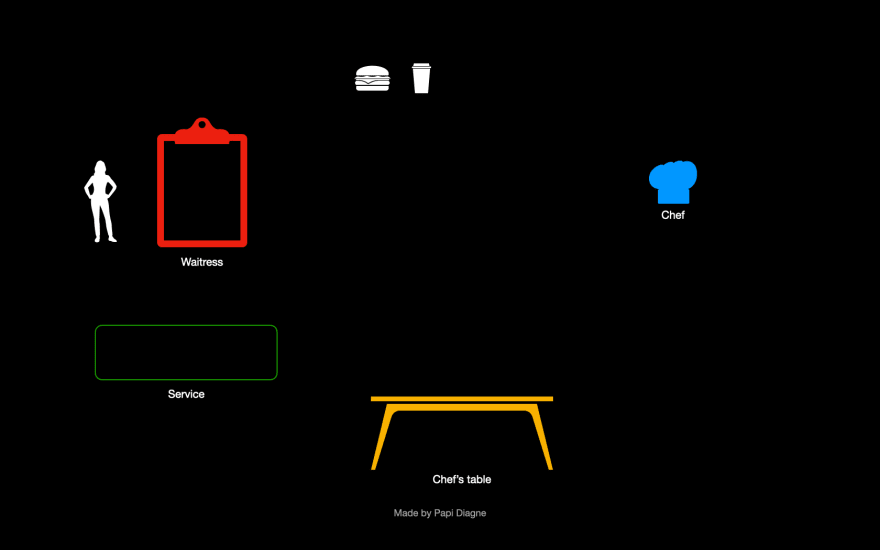 Chef
Waitress
Service
Chef's table
Made by Papi Diagne